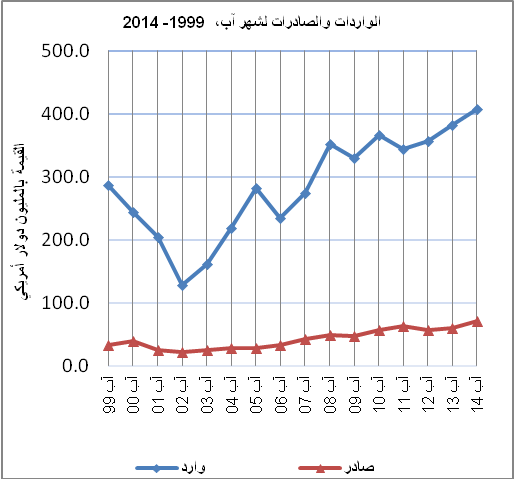 الواردات والصادرات لشهر آب، 1999- 2014
القيمة بالمليون دولار أمريكي
500.0
400.0
300.0
200.0
100.0
0.0
آب 99
آب 00
آب 01
آب 02
آب 03
آب 04
آب 05
آب 06
آب 07
آب 08
آب 09
آب 10
آب 11
آب 12
آب 13
آب 14
وارد
صادر